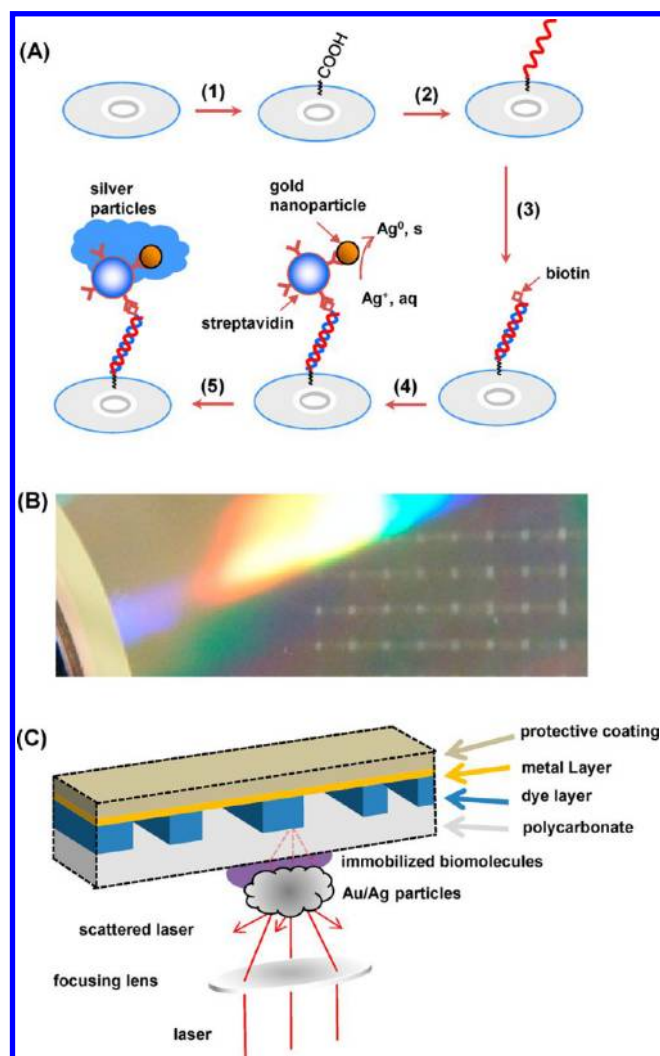 (A)
COOH
(1)
(2)
(3)
silver
particles
gold
nanoparticle
Ag⁰, s
Ag⁺, aq
streptavidin
biotin
(5)
(4)
(B)
(C)
protective coating
metal Layer
dye layer
polycarbonate
immobilized biomolecules
Au/Ag particles
scattered laser
focusing lens
laser